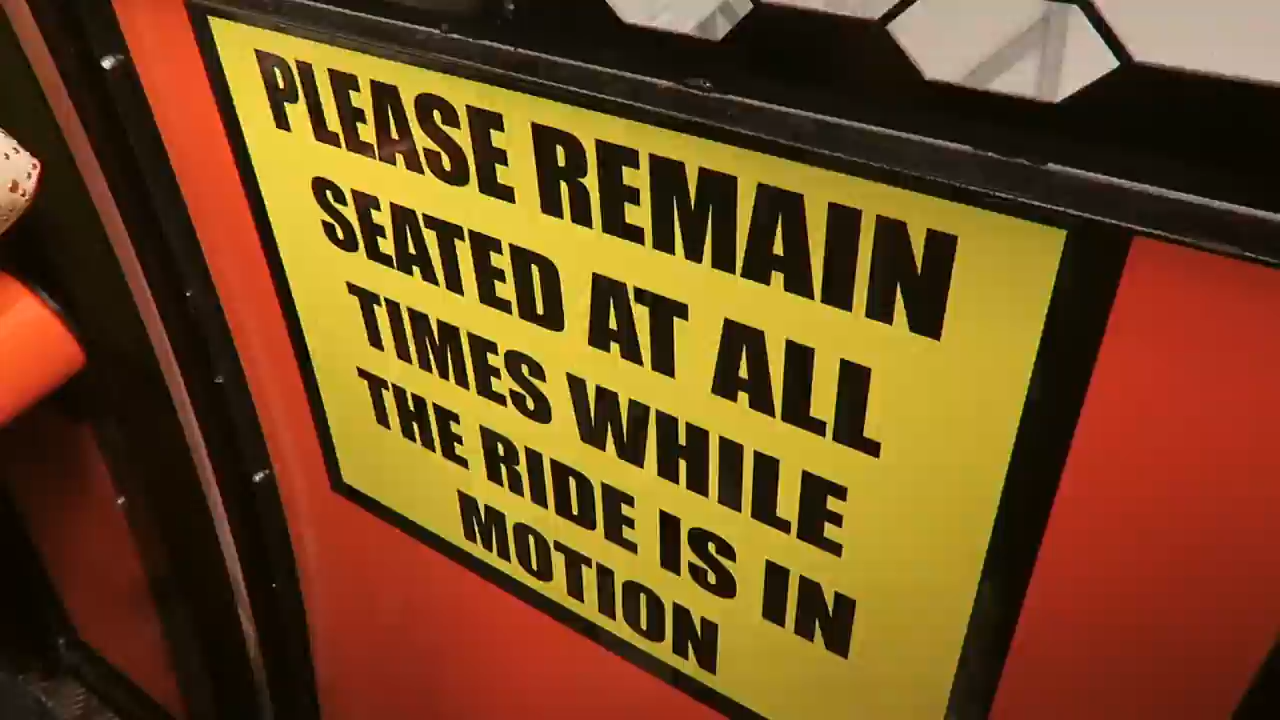 PLEASE REMAIN
SEATED AT ALL
TIMES WHILE
THE RIDE IS IN
MOTION